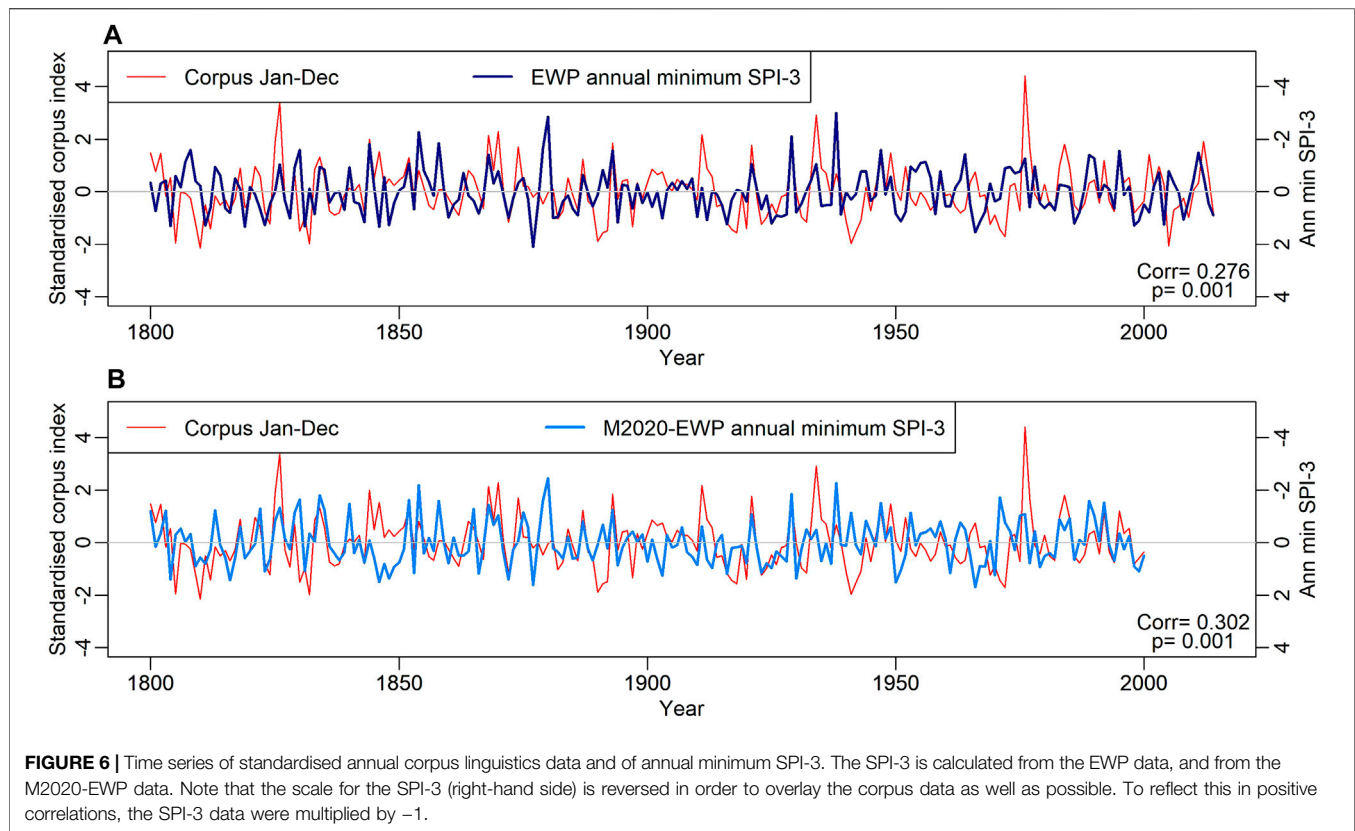 A
Corpus Jan-Dec
EWP annual minimum SPI-3
Standardised corpus index
4
2
0
-2
-4
Ann min SPI-3
-4
-2
0
2
4
Corr= 0.276
p= 0.001
1800
1850
1900
1950
2000
Year
B
Corpus Jan-Dec
M2020-EWP annual minimum SPI-3
Standardised corpus index
4
2
0
-2
-4
Ann min SPI-3
-4
-2
0
2
4
Corr= 0.302
p= 0.001
1800
1850
1900
1950
2000
Year
FIGURE 6 | Time series of standardised annual corpus linguistics data and of annual minimum SPI-3. The SPI-3 is calculated from the EWP data, and from the
M2020-EWP data. Note that the scale for the SPI-3 (right-hand side) is reversed in order to overlay the corpus data as well as possible. To reflect this in positive
correlations, the SPI-3 data were multiplied by −1.